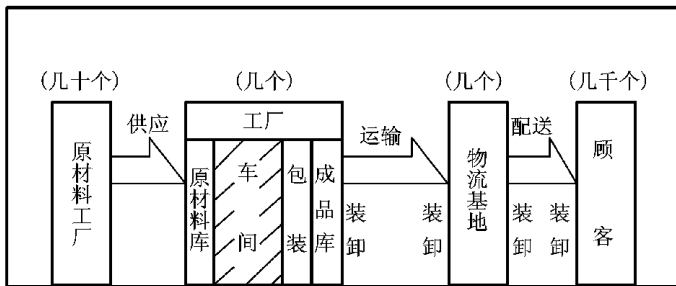 (几十个)
(几个)
(几个)
(几千个)
原材料工厂
供应
工厂
原材料库
车间
包装
成品库
运输
装卸
装卸
物流基地
配送
装卸
装卸
顾客